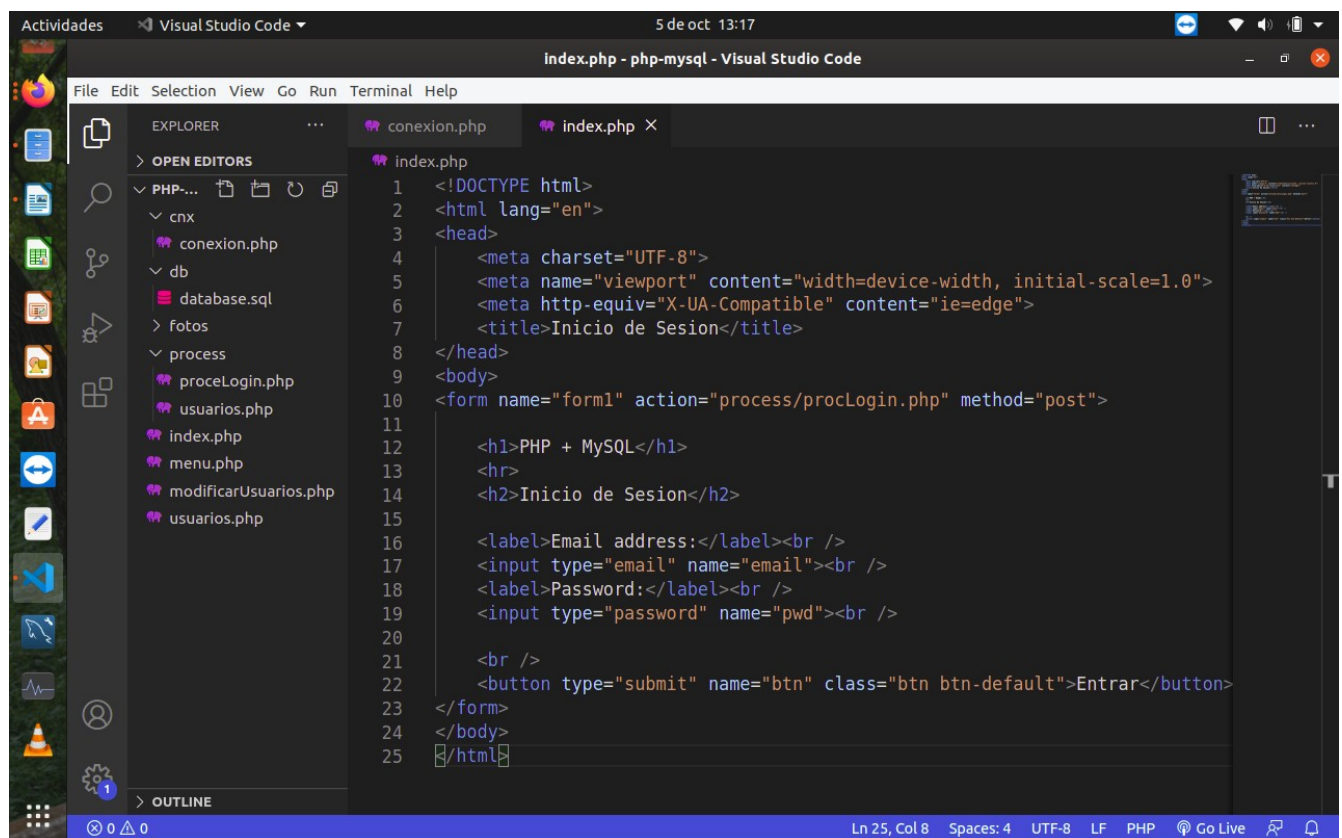 Actividades Visual Studio Code 5 de oct 13:17
index.php - php-mysql - Visual Studio Code
File Edit Selection View Go Run Terminal Help
EXPLORER
OPEN EDITORS
PHP-...
cnx
conexion.php
db
database.sql
fotos
process
proceLogin.php
usuarios.php
index.php
menu.php
modificarUsuarios.php
usuarios.php
OUTLINE
1
conexion.php index.php
index.php
1 <!DOCTYPE html>
2 <html lang="en">
3 <head>
4     <meta charset="UTF-8">
5     <meta name="viewport" content="width=device-width, initial-scale=1.0">
6     <meta http-equiv="X-UA-Compatible" content="ie=edge">
7     <title>Inicio de Sesion</title>
8 </head>
9 <body>
10 <form name="form1" action="process/procLogin.php" method="post">
11
12     <h1>PHP + MySQL</h1>
13     <hr>
14     <h2>Inicio de Sesion</h2>
15
16     <label>Email address:</label><br />
17     <input type="email" name="email"><br />
18     <label>Password:</label><br />
19     <input type="password" name="pwd"><br />
20
21     <br />
22     <button type="submit" name="btn" class="btn btn-default">Entrar</button>
23 </form>
24 </body>
25 </html>
0 0 Ln 25, Col 8 Spaces: 4 UTF-8 LF PHP Go Live